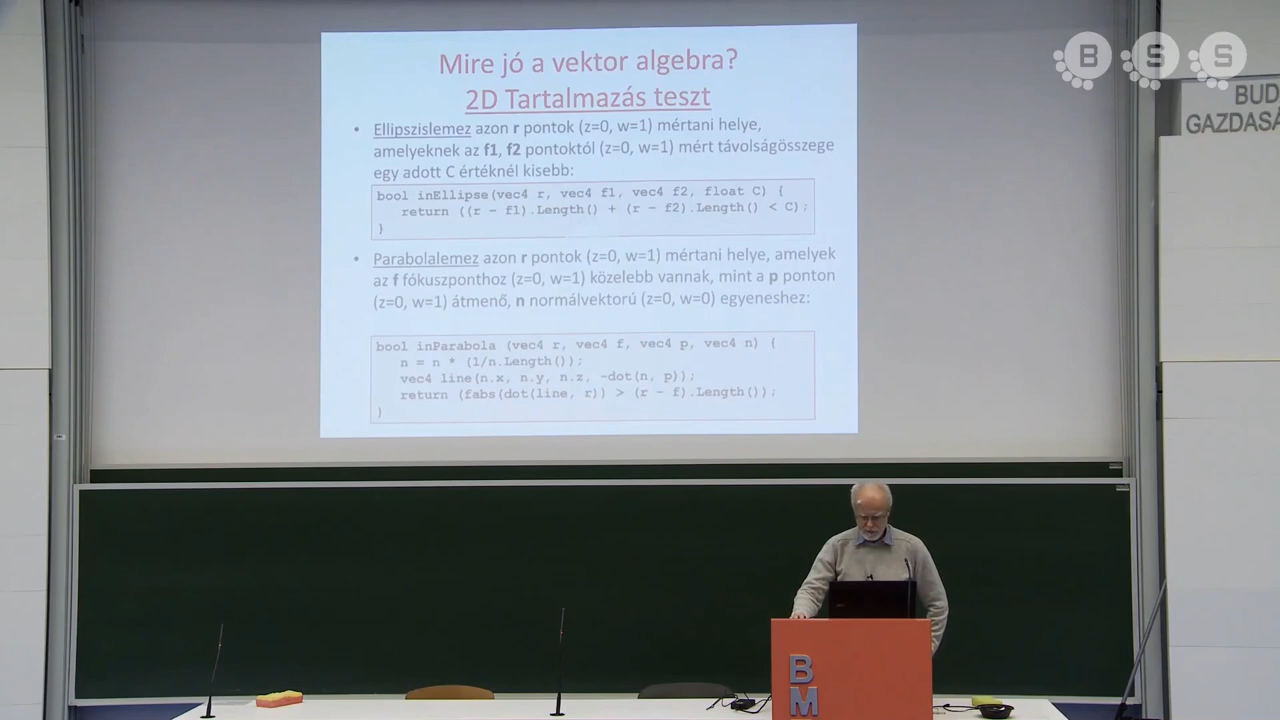 Mire jó a vektor algebra?
2D Tartalmazás teszt
• Ellipszislemez azon r pontok (z=0, w=1) mértani helye,
amelyeknek az f1, f2 pontoktól (z=0, w=1) mért távolságösszege
egy adott C értéknél kisebb:
bool inEllipse(vec4 r, vec4 f1, vec4 f2, float C) {
return ((r - f1).Length() + (r - f2).Length() < C);
}
• Parabolalemez azon r pontok (z=0, w=1) mértani helye, amelyek
az f fókuszponthoz (z=0, w=1) közelebb vannak, mint a p ponton
(z=0, w=1) átmenő, n normálvektorú (z=0, w=0) egyeneshez:
bool inParabola (vec4 r, vec4 f, vec4 p, vec4 n) {
n = n * (1/n.Length());
vec4 line(n.x, n.y, n.z, -dot(n, p));
return (fabs(dot(line, r)) > (r - f).Length());
}
B S S
BUD
GAZDASÁ
B
M